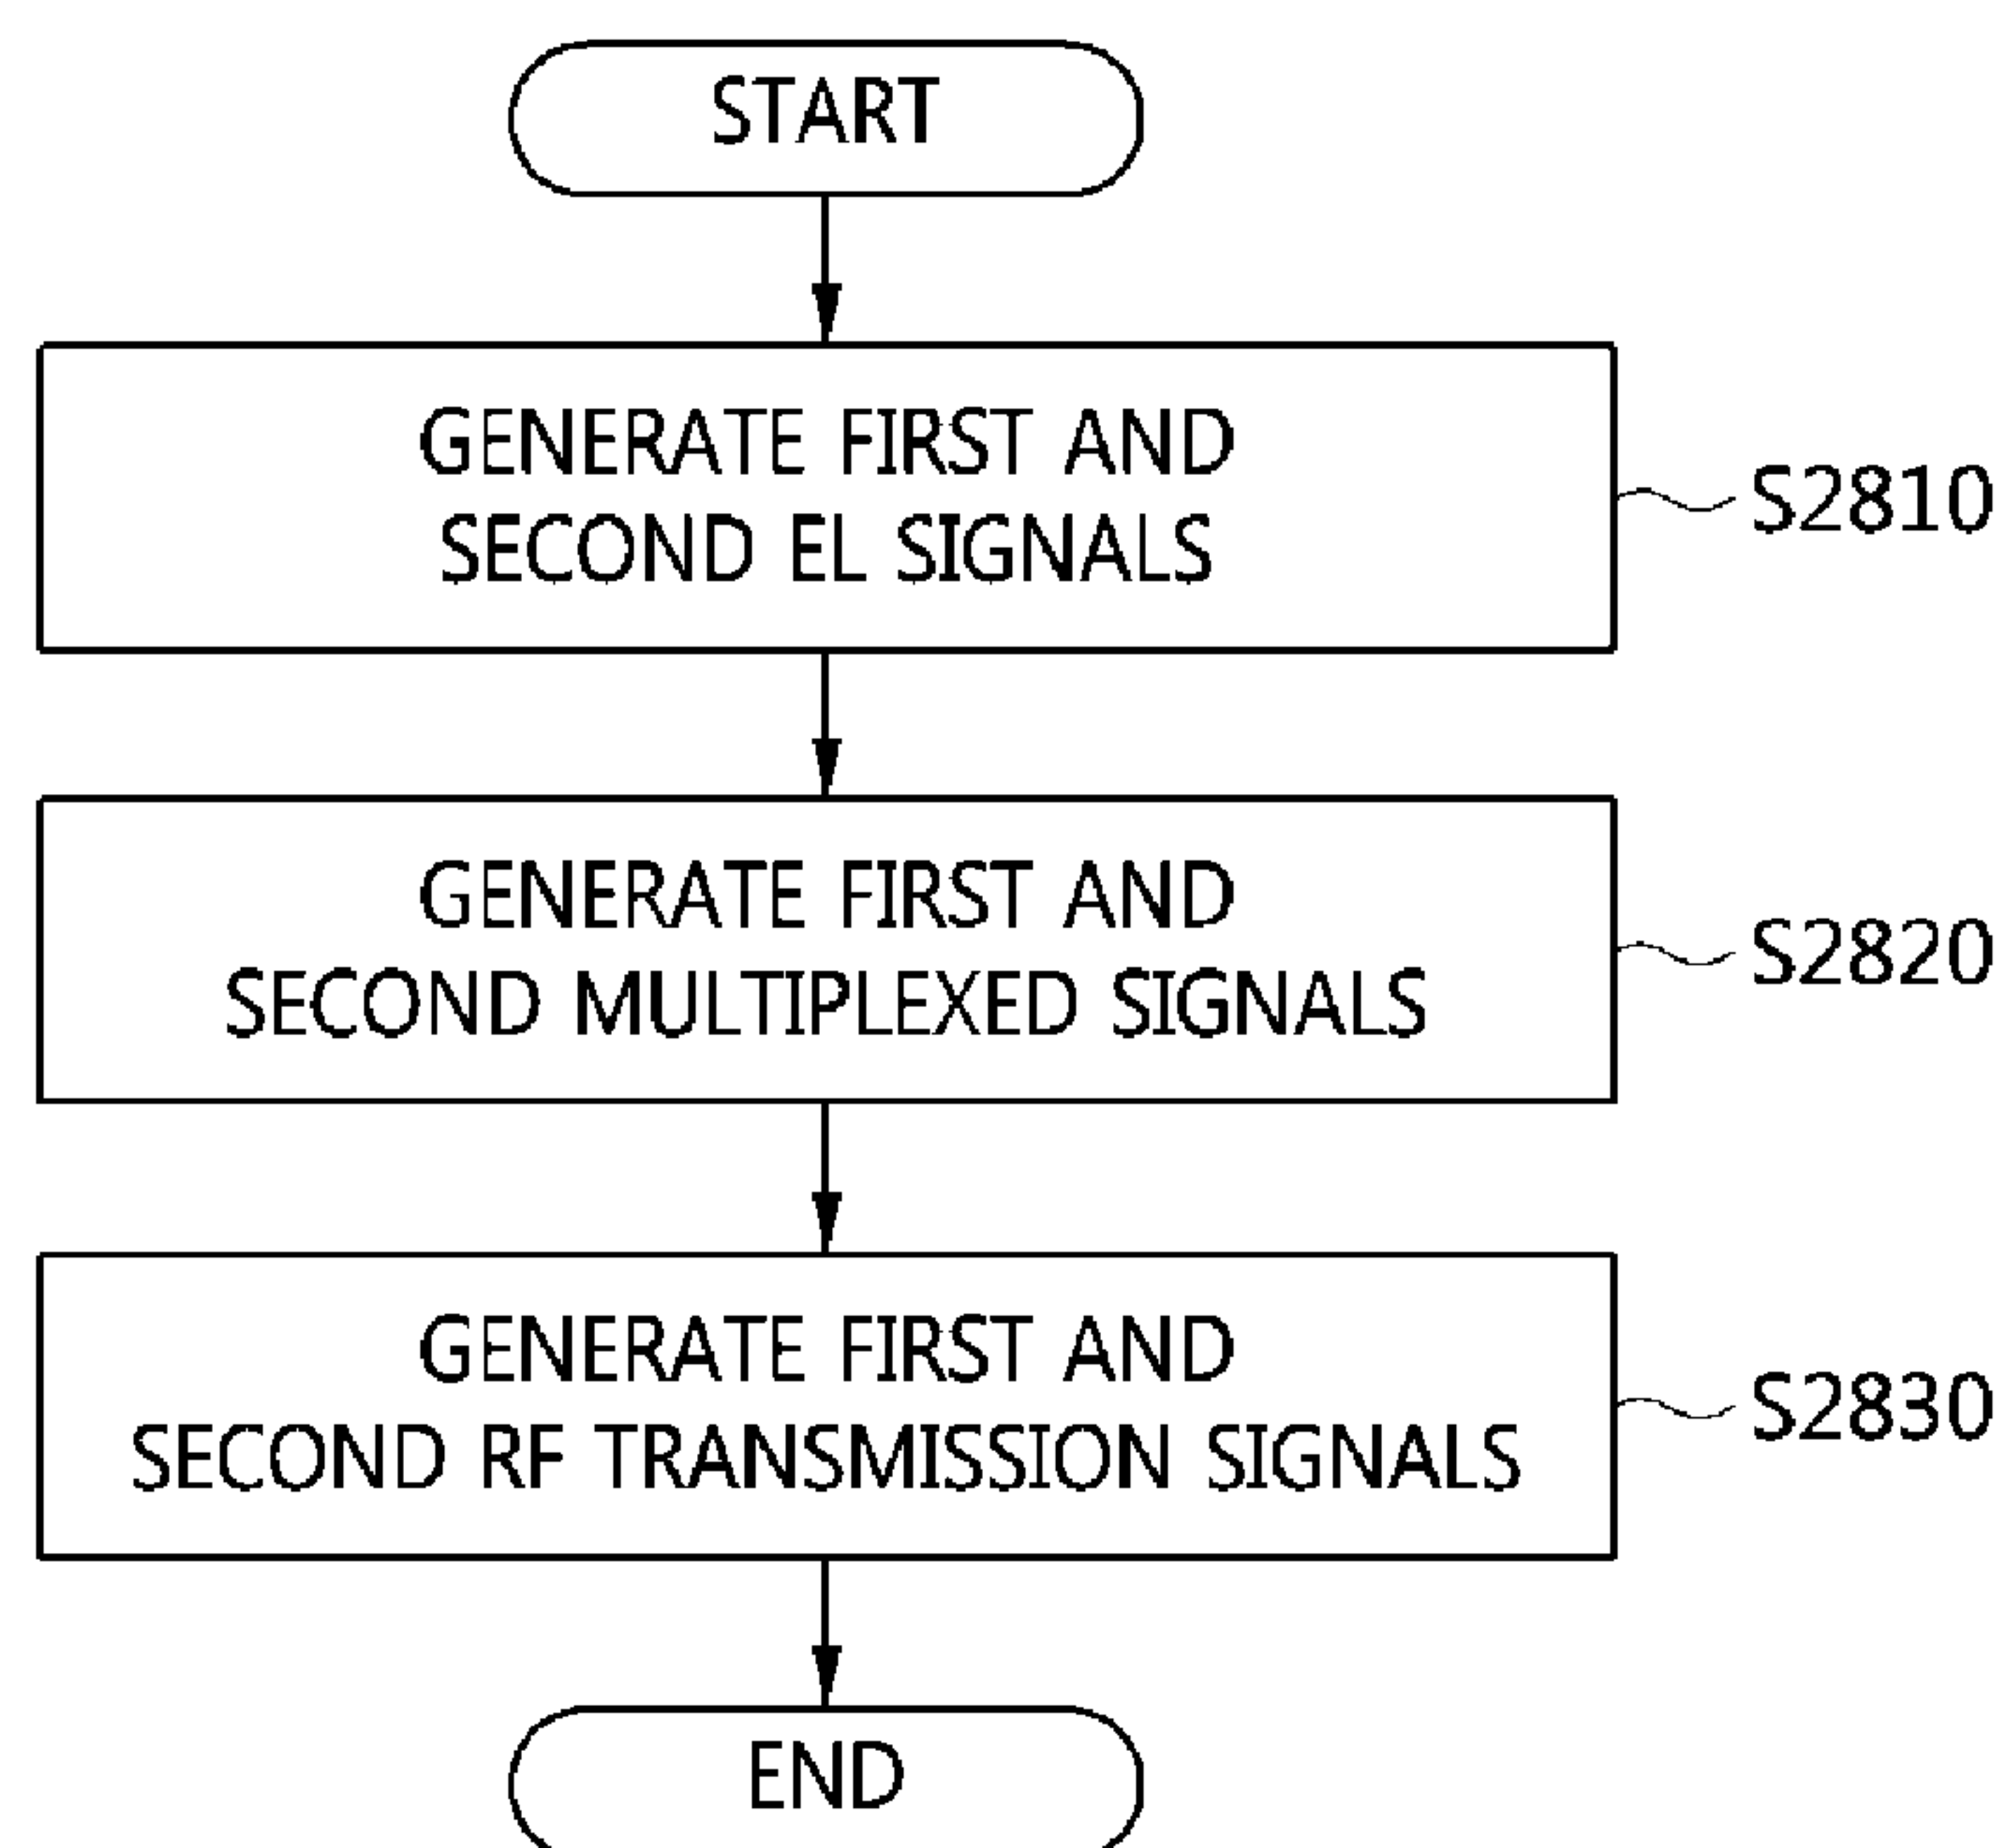 START
GENERATE FIRST AND
SECOND EL SIGNALS
S2810
GENERATE FIRST AND
SECOND MULTIPLEXED SIGNALS
S2820
GENERATE FIRST AND
SECOND RF TRANSMISSION SIGNALS
S2830
END